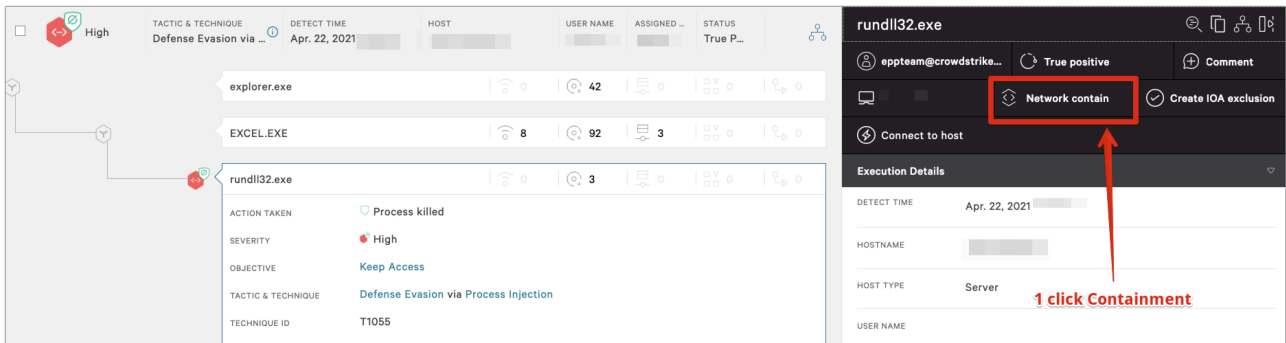 High
TACTIC & TECHNIQUE
Defense Evasion via ...
DETECT TIME
Apr. 22, 2021
HOST
USER NAME
ASSIGNED ...
STATUS
True P...
explorer.exe
0
42
0
0
0
EXCEL.EXE
8
92
3
0
0
rundll32.exe
0
3
0
0
0
ACTION TAKEN
Process killed
SEVERITY
High
OBJECTIVE
Keep Access
TACTIC & TECHNIQUE
Defense Evasion via Process Injection
TECHNIQUE ID
T1055
rundll32.exe
eppteam@crowdstrike...
True positive
Comment
Network contain
Create IOA exclusion
Connect to host
Execution Details
DETECT TIME
Apr. 22, 2021
HOSTNAME
HOST TYPE
Server
1 click Containment
USER NAME